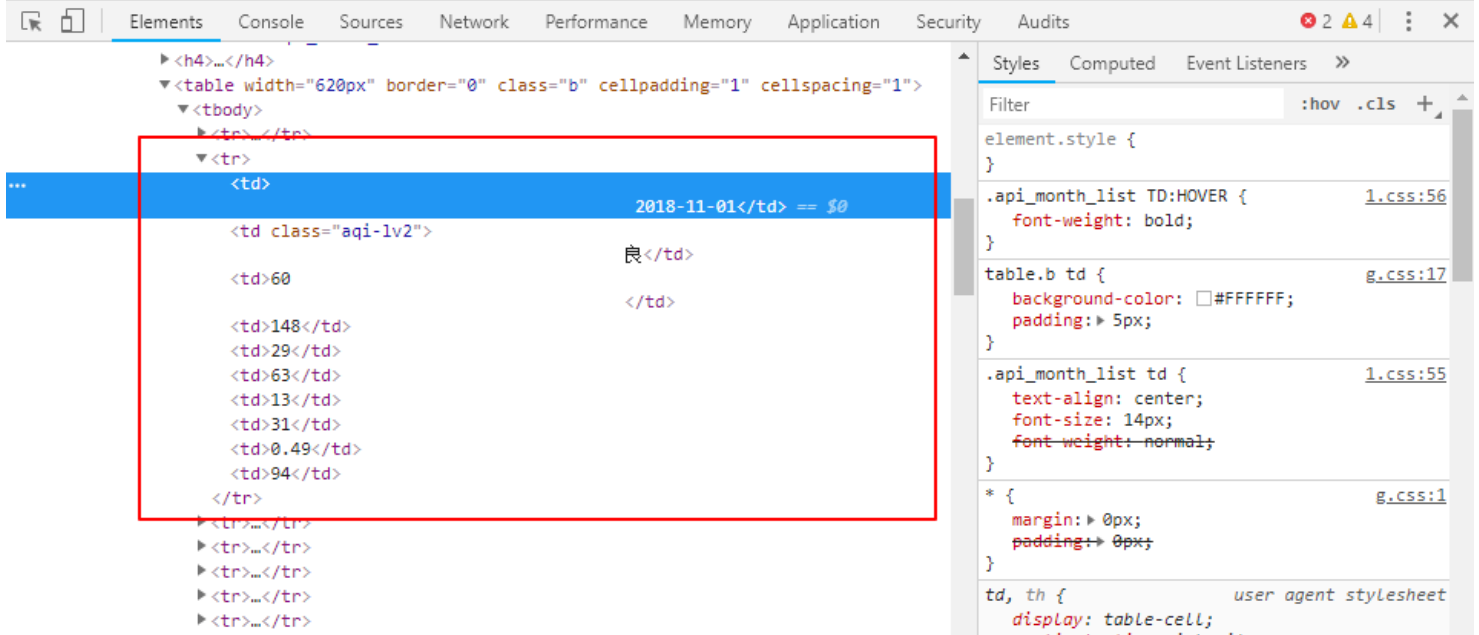 Elements Console Sources Network Performance Memory Application Security Audits 2 4
<h4>…</h4>
<table width="620px" border="0" class="b" cellpadding="1" cellspacing="1">
<tbody>
<tr>…</tr>
<tr>
<td>
2018-11-01</td> == $0
<td class="aqi-lv2">
良</td>
<td>60
</td>
<td>148</td>
<td>29</td>
<td>63</td>
<td>13</td>
<td>31</td>
<td>0.49</td>
<td>94</td>
</tr>
<tr>…</tr>
<tr>…</tr>
<tr>…</tr>
<tr>…</tr>
<tr>…</tr>
Styles Computed Event Listeners »
Filter :hov .cls +
element.style {
}
.api_month_list TD:HOVER { 1.css:56
font-weight: bold;
}
table.b td { g.css:17
background-color: #FFFFFF;
padding: 5px;
}
.api_month_list td { 1.css:55
text-align: center;
font-size: 14px;
font-weight: normal;
}
* { g.css:1
margin: 0px;
padding: 0px;
}
td, th { user agent stylesheet
display: table-cell;